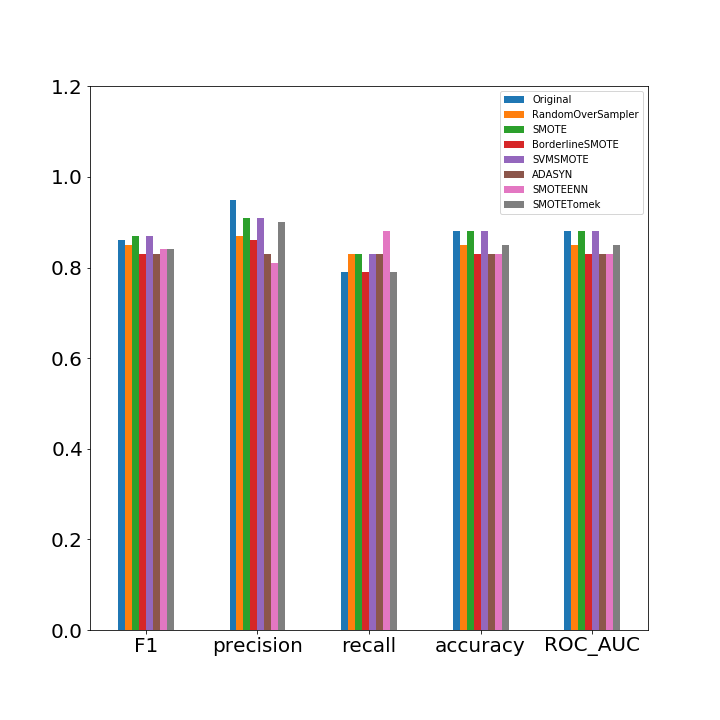 1.2
1.0
0.8
0.6
0.4
0.2
0.0
Original
RandomOverSampler
SMOTE
BorderlineSMOTE
SVMSMOTE
ADASYN
SMOTEENN
SMOTETomek
F1 precision recall accuracy ROC_AUC